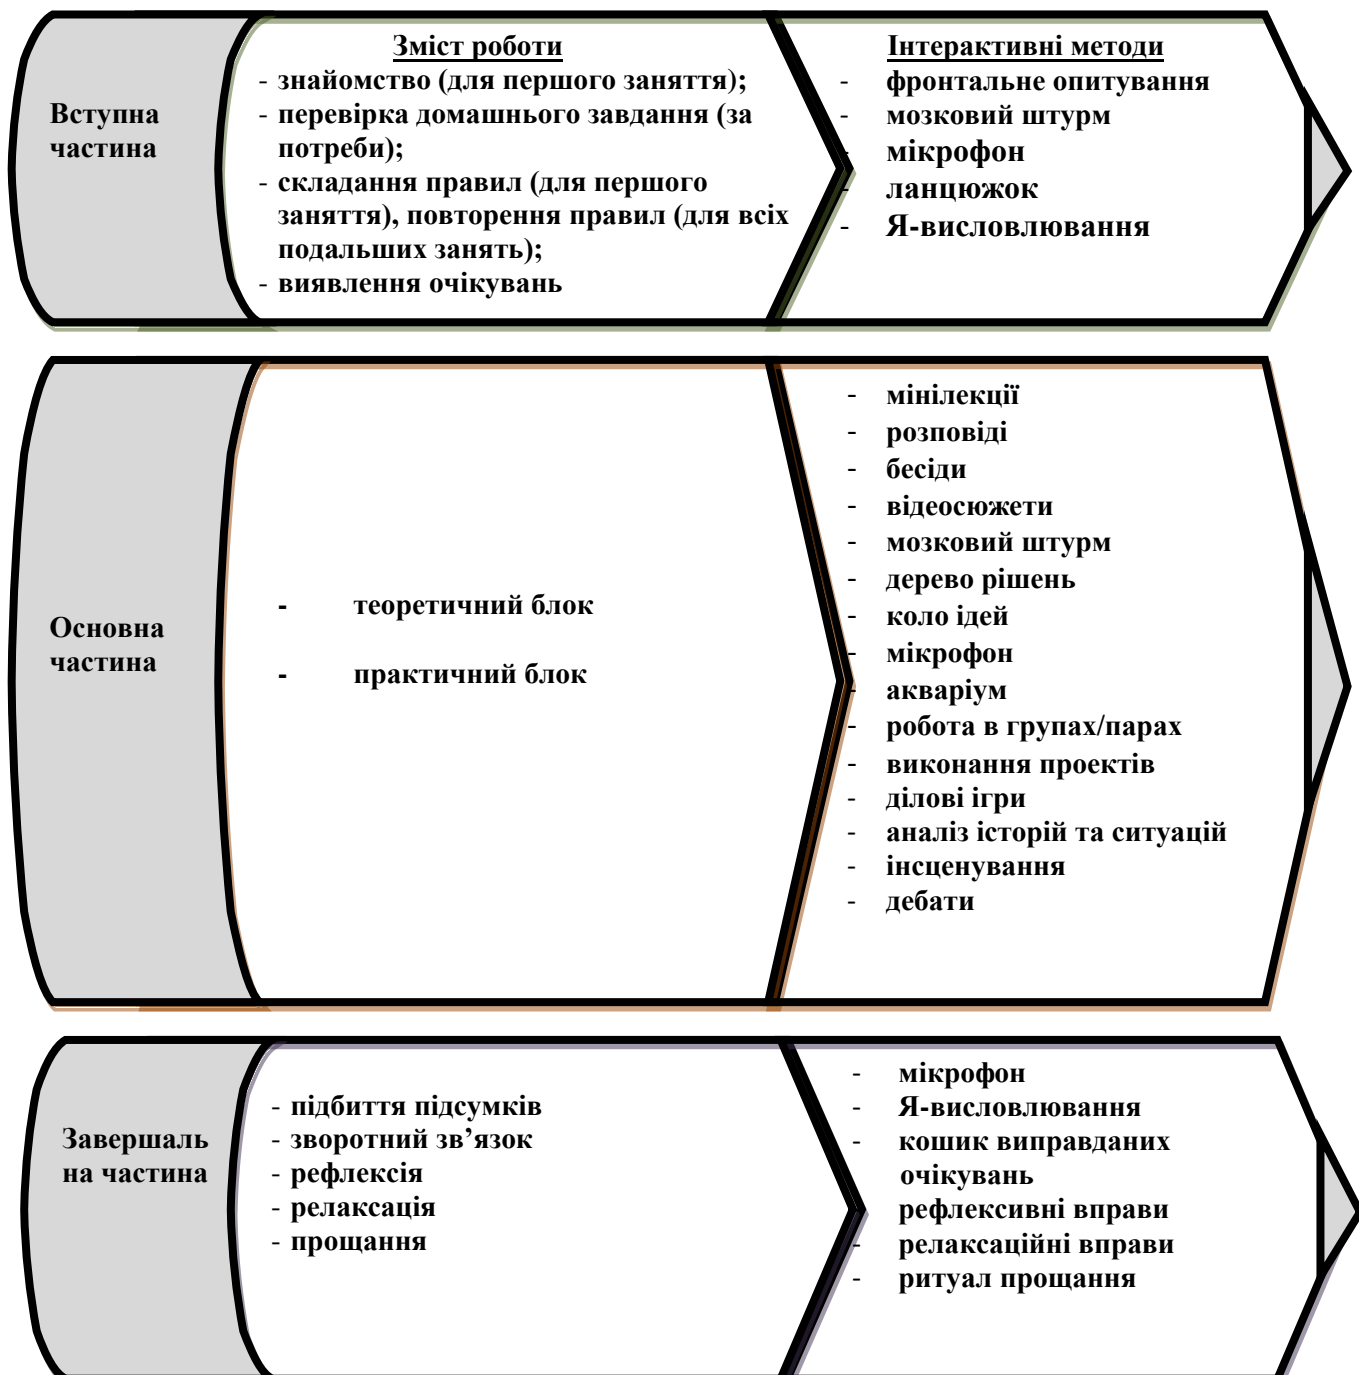 Вступна
частина
Зміст роботи
- знайомство (для першого заняття);
- перевірка домашнього завдання (за
потреби);
- складання правил (для першого
заняття), повторення правил (для всіх
подальших занять);
- виявлення очікувань
Інтерактивні методи
- фронтальне опитування
- мозковий штурм
- мікрофон
- ланцюжок
- Я-висловлювання
Основна
частина
- теоретичний блок
- практичний блок
- мінілекції
- розповіді
- бесіди
- відеосюжети
- мозковий штурм
- дерево рішень
- коло ідей
- мікрофон
- акваріум
- робота в групах/парах
- виконання проектів
- ділові ігри
- аналіз історій та ситуацій
- інсценування
- дебати
Завершаль
на частина
- підбиття підсумків
- зворотний зв’язок
- рефлексія
- релаксація
- прощання
- мікрофон
- Я-висловлювання
- кошик виправданих
очікувань
- рефлексивні вправи
- релаксаційні вправи
- ритуал прощання